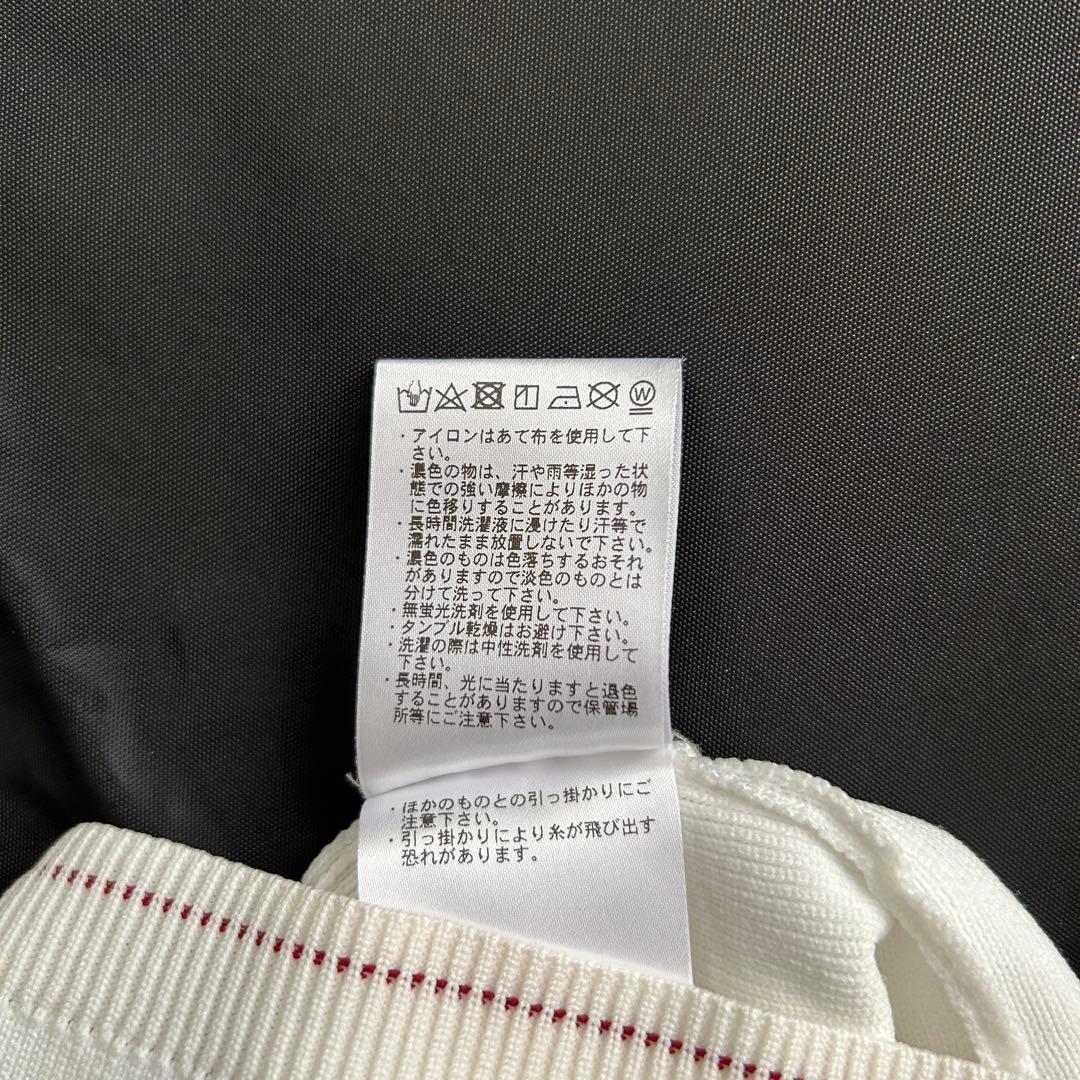 W
・アイロンはあて布を使用して下
さい。
・濃色の物は、汗や雨等湿った状
態での強い摩擦によりほかの物
に色移りすることがあります。
・長時間洗濯液に浸けたり汗等で
濡れたまま放置しないで下さい。
・濃色のものは色落ちするおそれ
がありますので淡色のものとは
分けて洗って下さい。
・無蛍光洗剤を使用して下さい。
・タンブル乾燥はお避け下さい。
・洗濯の際は中性洗剤を使用して
下さい。
・長時間、光に当たりますと退色
することがありますので保管場
所等にご注意下さい。
・ほかのものとの引っ掛かりにご
注意下さい。
・引っ掛かりにより糸が飛び出す
恐れがあります。